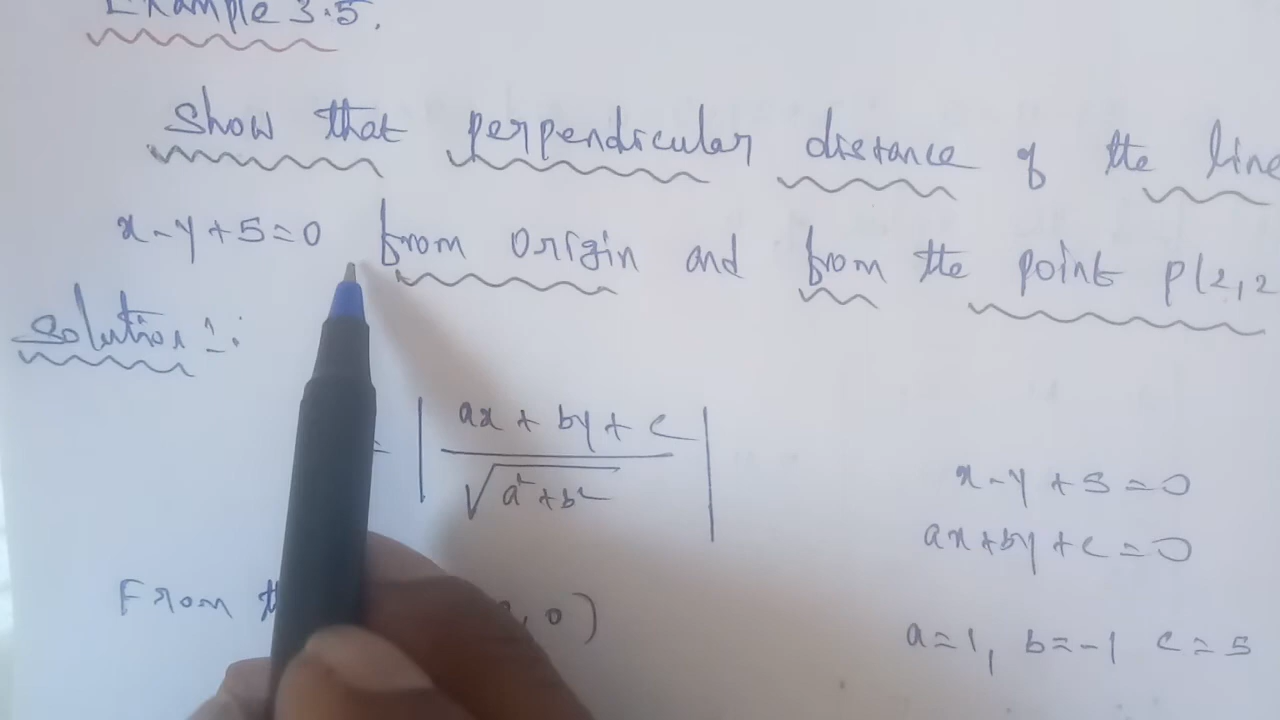 Example 3.5.
Show that perpendicular distance of the line
x-y+5=0 from origin and from the point P(2,2
Solution:
= | ax + by + c / √a²+b² |
x-y+5=0
ax+by+c=0
From t , 0)
a=1, b=-1 c=5